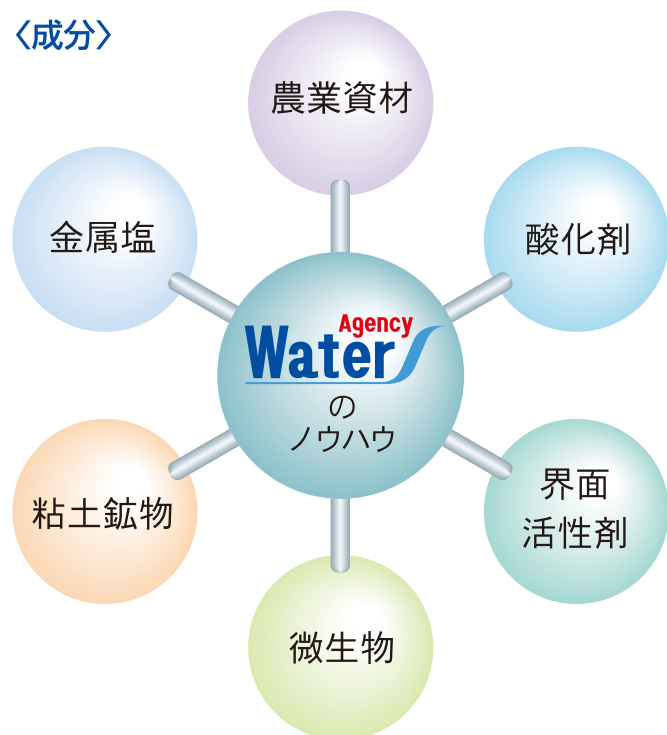 〈成分〉
農業資材
金属塩
酸化剤
Agency
Water
の
ノウハウ
粘土鉱物
界面
活性剤
微生物